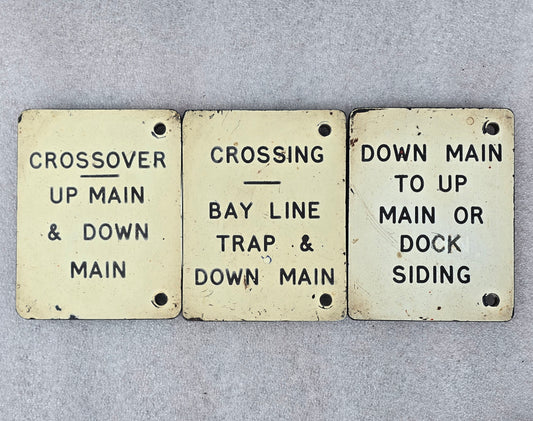 CROSSOVER
UP MAIN
& DOWN
MAIN
CROSSING
BAY LINE
TRAP &
DOWN MAIN
DOWN MAIN
TO UP
MAIN OR
DOCK
SIDING